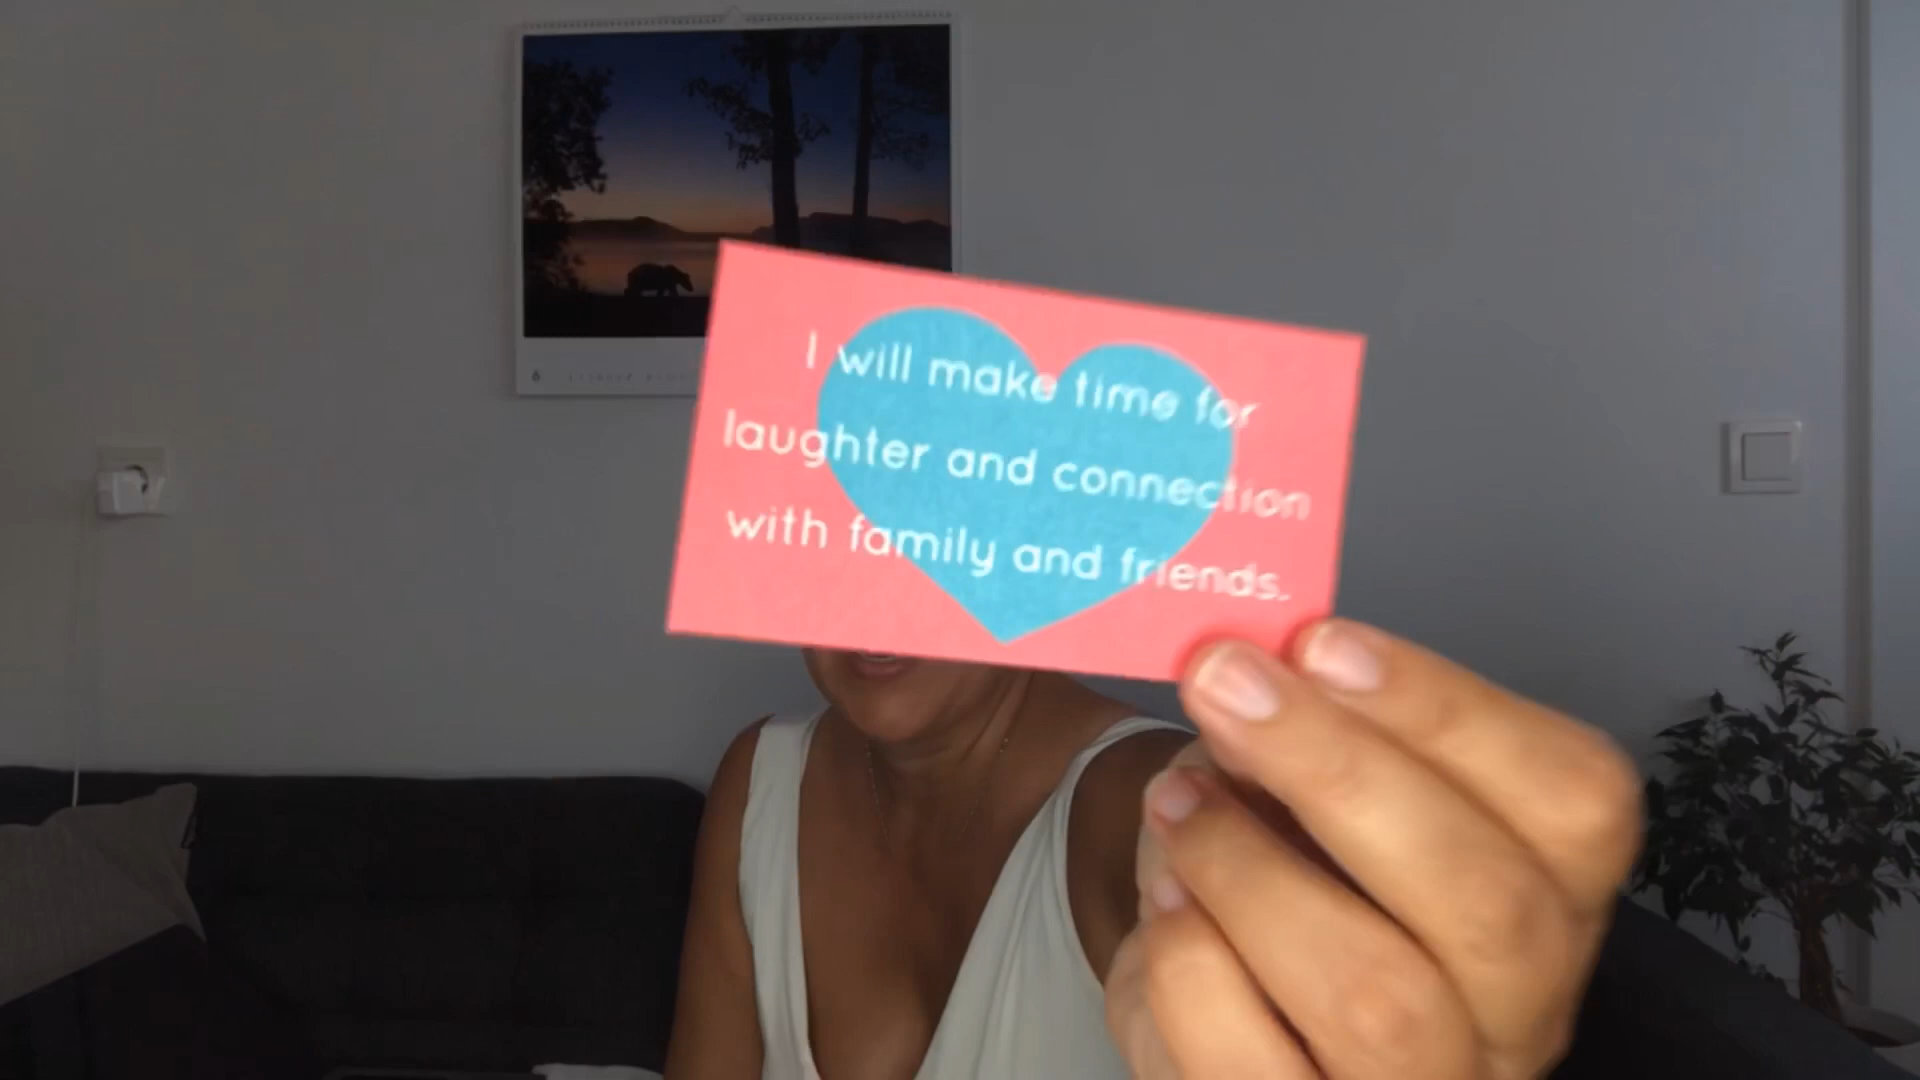 I will make time for
laughter and connection
with family and friends.